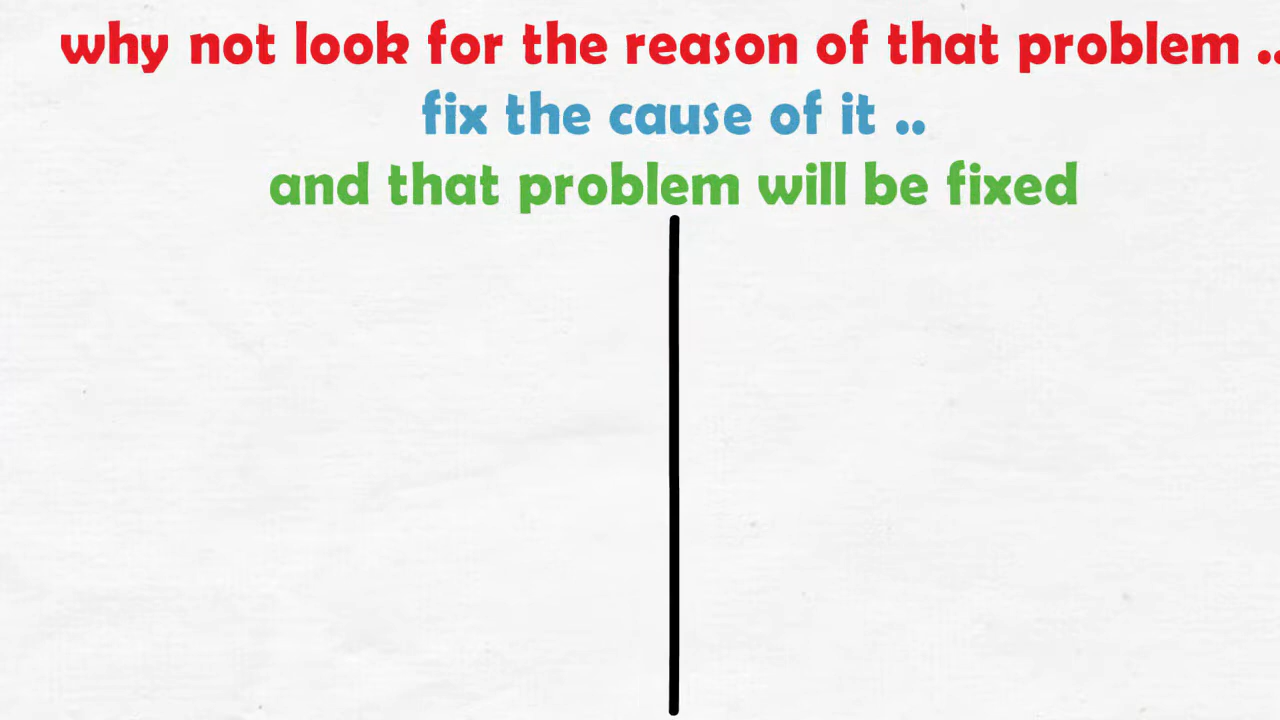 why not look for the reason of that problem ..
fix the cause of it ..
and that problem will be fixed